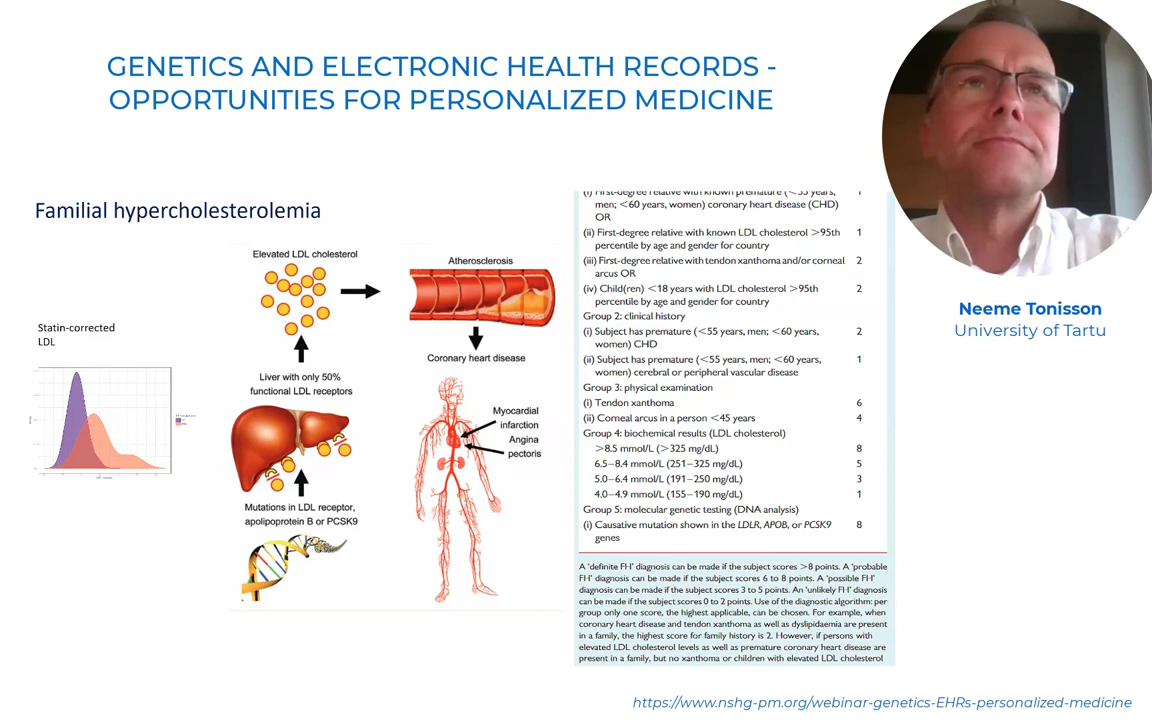 GENETICS AND ELECTRONIC HEALTH RECORDS -
OPPORTUNITIES FOR PERSONALIZED MEDICINE
Neeme Tonisson
University of Tartu
Familial hypercholesterolemia
Statin-corrected
LDL
Elevated LDL cholesterol
Atherosclerosis
Coronary heart disease
Liver with only 50%
functional LDL receptors
Myocardial
infarction
Angina
pectoris
Mutations in LDL receptor,
apolipoprotein B or PCSK9
(i) First-degree relative with known premature (<55 years, 1
men; <60 years, women) coronary heart disease (CHD)
OR
(ii) First-degree relative with known LDL cholesterol >95th 1
percentile by age and gender for country
(iii) First-degree relative with tendon xanthoma and/or corneal 2
arcus OR
(iv) Child(ren) <18 years with LDL cholesterol >95th 2
percentile by age and gender for country
Group 2: clinical history
(i) Subject has premature (<55 years, men; <60 years, 2
women) CHD
(ii) Subject has premature (<55 years, men; <60 years, 1
women) cerebral or peripheral vascular disease
Group 3: physical examination
(i) Tendon xanthoma 6
(ii) Corneal arcus in a person <45 years 4
Group 4: biochemical results (LDL cholesterol)
>8.5 mmol/L (>325 mg/dL) 8
6.5–8.4 mmol/L (251–325 mg/dL) 5
5.0–6.4 mmol/L (191–250 mg/dL) 3
4.0–4.9 mmol/L (155–190 mg/dL) 1
Group 5: molecular genetic testing (DNA analysis)
(i) Causative mutation shown in the LDLR, APOB, or PCSK9 8
genes
A 'definite FH' diagnosis can be made if the subject scores >8 points. A 'probable
FH' diagnosis can be made if the subject scores 6 to 8 points. A 'possible FH'
diagnosis can be made if the subject scores 3 to 5 points. An 'unlikely FH' diagnosis
can be made if the subject scores 0 to 2 points. Use of the diagnostic algorithm: per
group only one score, the highest applicable, can be chosen. For example, when
coronary heart disease and tendon xanthoma as well as dyslipidaemia are present
in a family, the highest score for family history is 2. However, if persons with
elevated LDL cholesterol levels as well as premature coronary heart disease are
present in a family, but no xanthoma or children with elevated LDL cholesterol
https://www.nshg-pm.org/webinar-genetics-EHRs-personalized-medicine